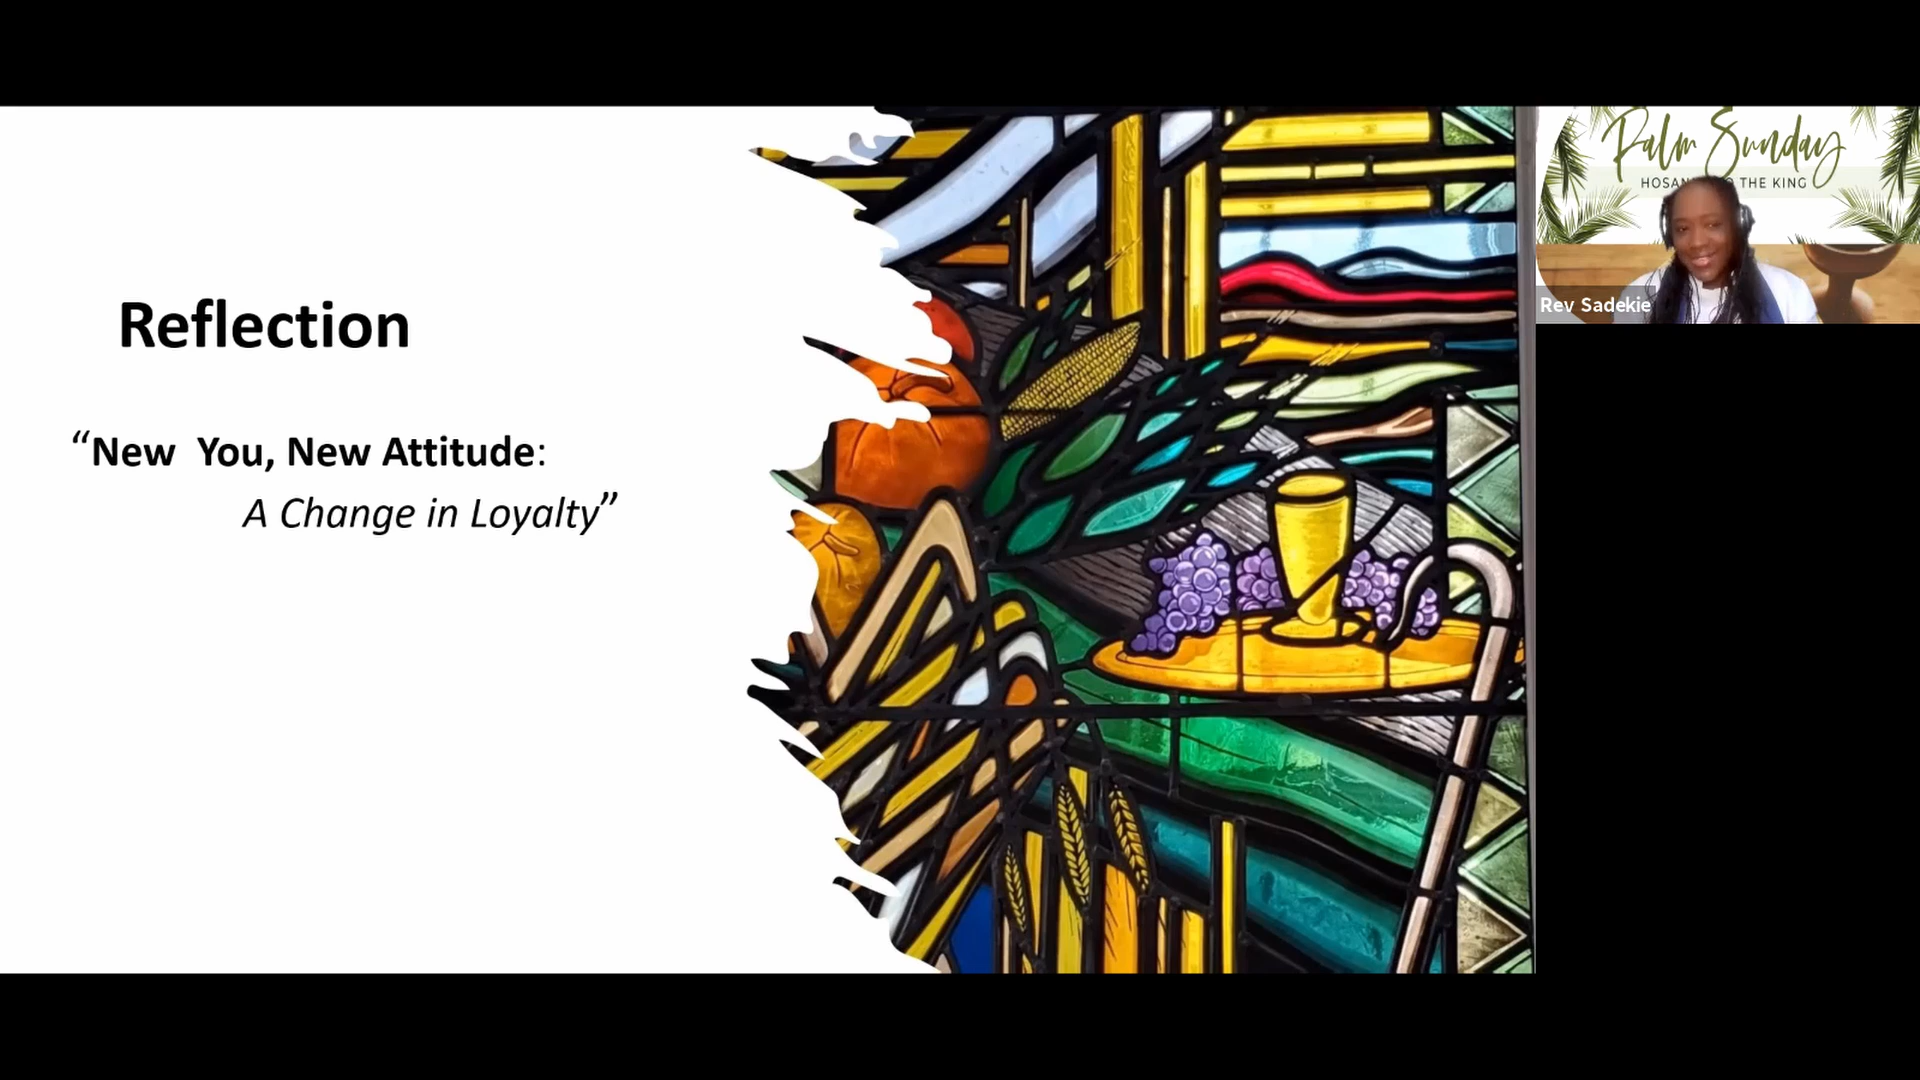 Reflection
“New  You, New Attitude:
A Change in Loyalty”
Palm Sunday
THE KING
Rev Sadekie